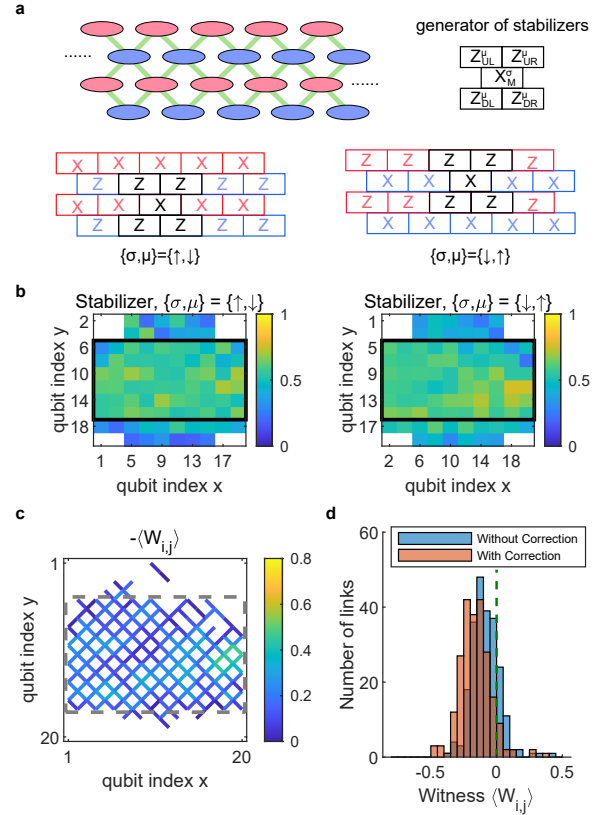 a
generator of stabilizers
Z^μ_UL Z^μ_UR
X^σ_M
Z^μ_DL Z^μ_DR
......
......
X X X X X
Z Z Z Z
X X X X X
Z Z Z Z
{σ,μ}={↑,↓}
Z Z Z Z Z
X X X X X
Z Z Z Z Z
X X X X X
{σ,μ}={↓,↑}
b
Stabilizer, {σ,μ} = {↑,↓}
qubit index y
2
6
10
14
18
1 5 9 13 17
qubit index x
1
0.5
0
Stabilizer, {σ,μ} = {↓,↑}
qubit index y
1
5
9
13
17
2 6 10 14 18
qubit index x
1
0.5
0
c
-⟨W_i,j⟩
qubit index y
1
20
1 20
qubit index x
0.8
0.6
0.4
0.2
0
d
Without Correction
With Correction
Number of links
60
40
20
0
-0.5 0 0.5
Witness ⟨W_i,j⟩